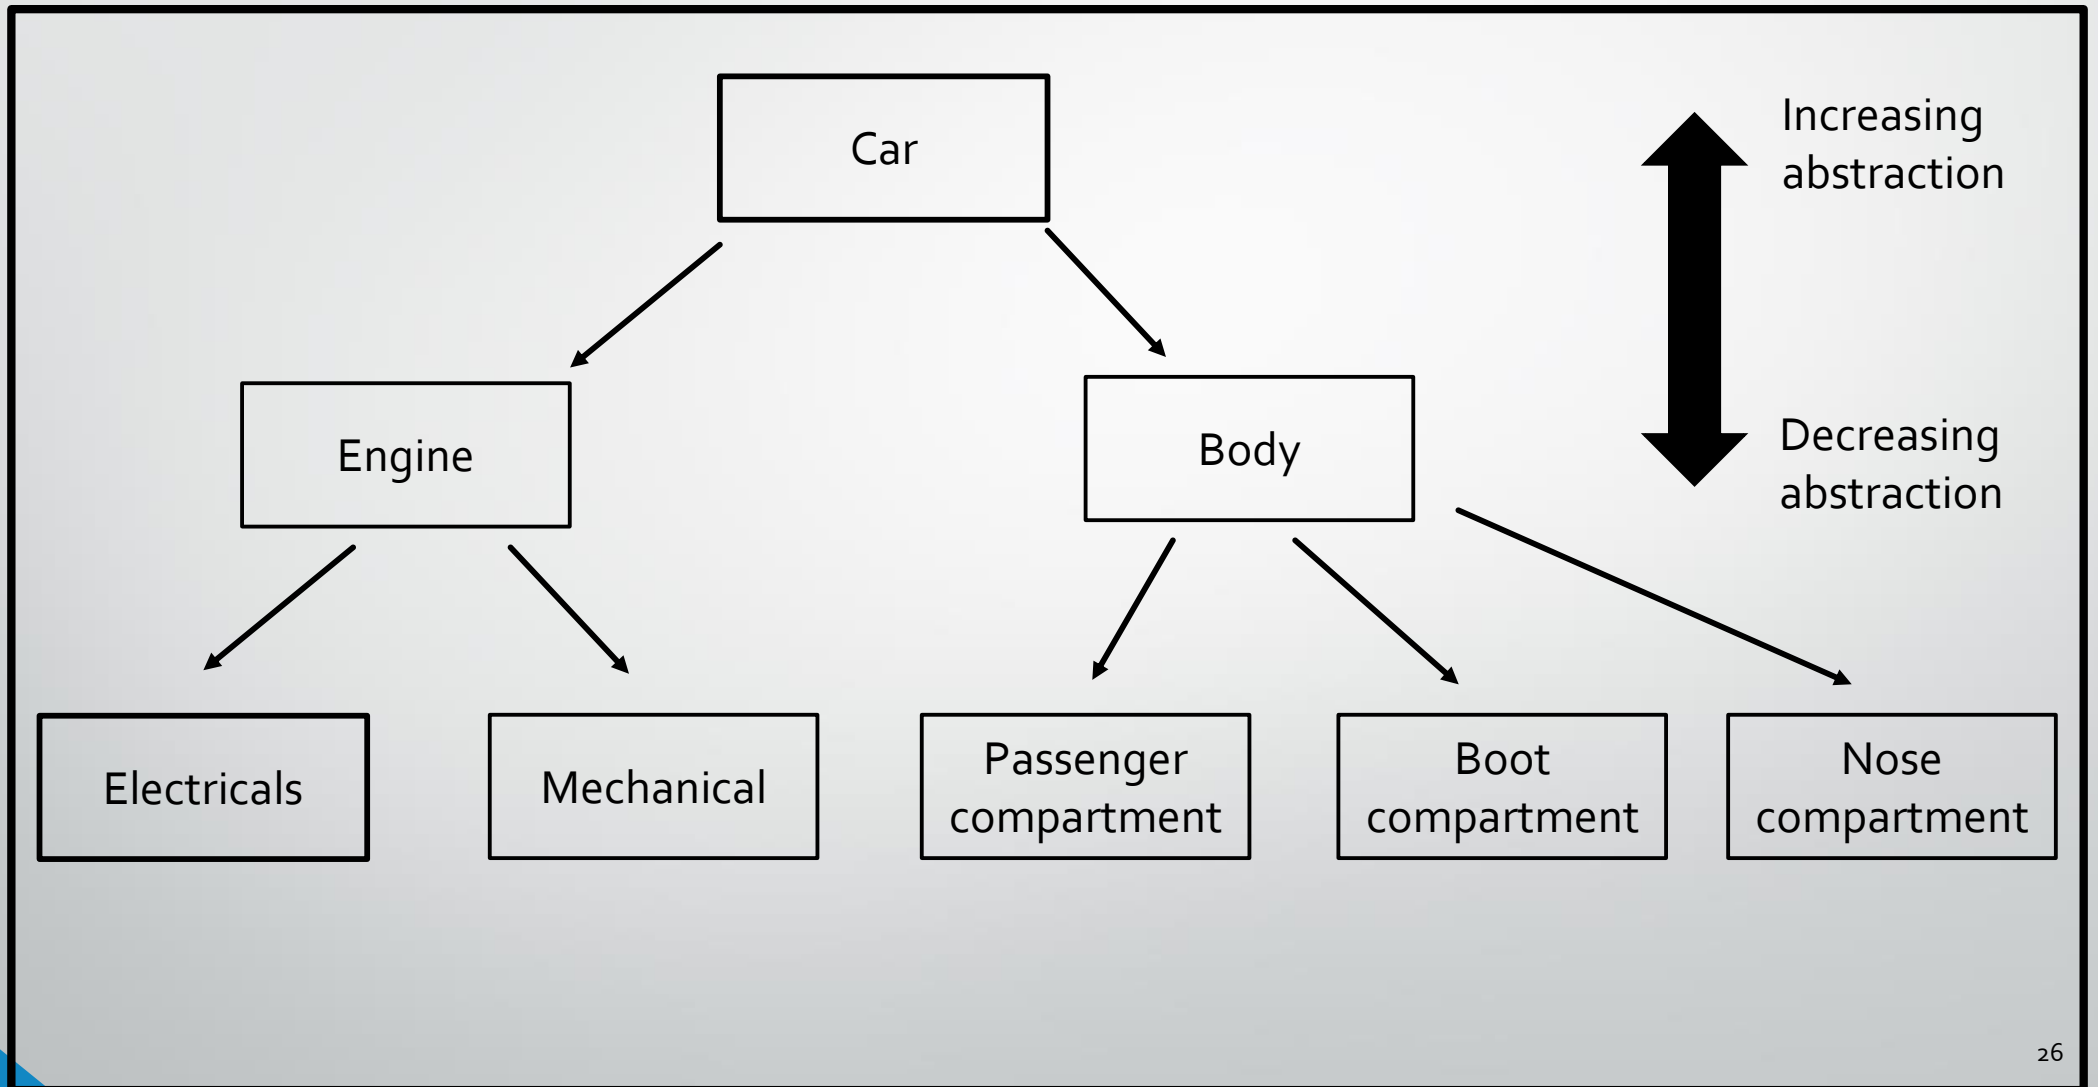 Car
Increasing
abstraction
Engine
Body
Decreasing
abstraction
Electricals
Mechanical
Passenger
compartment
Boot
compartment
Nose
compartment
26